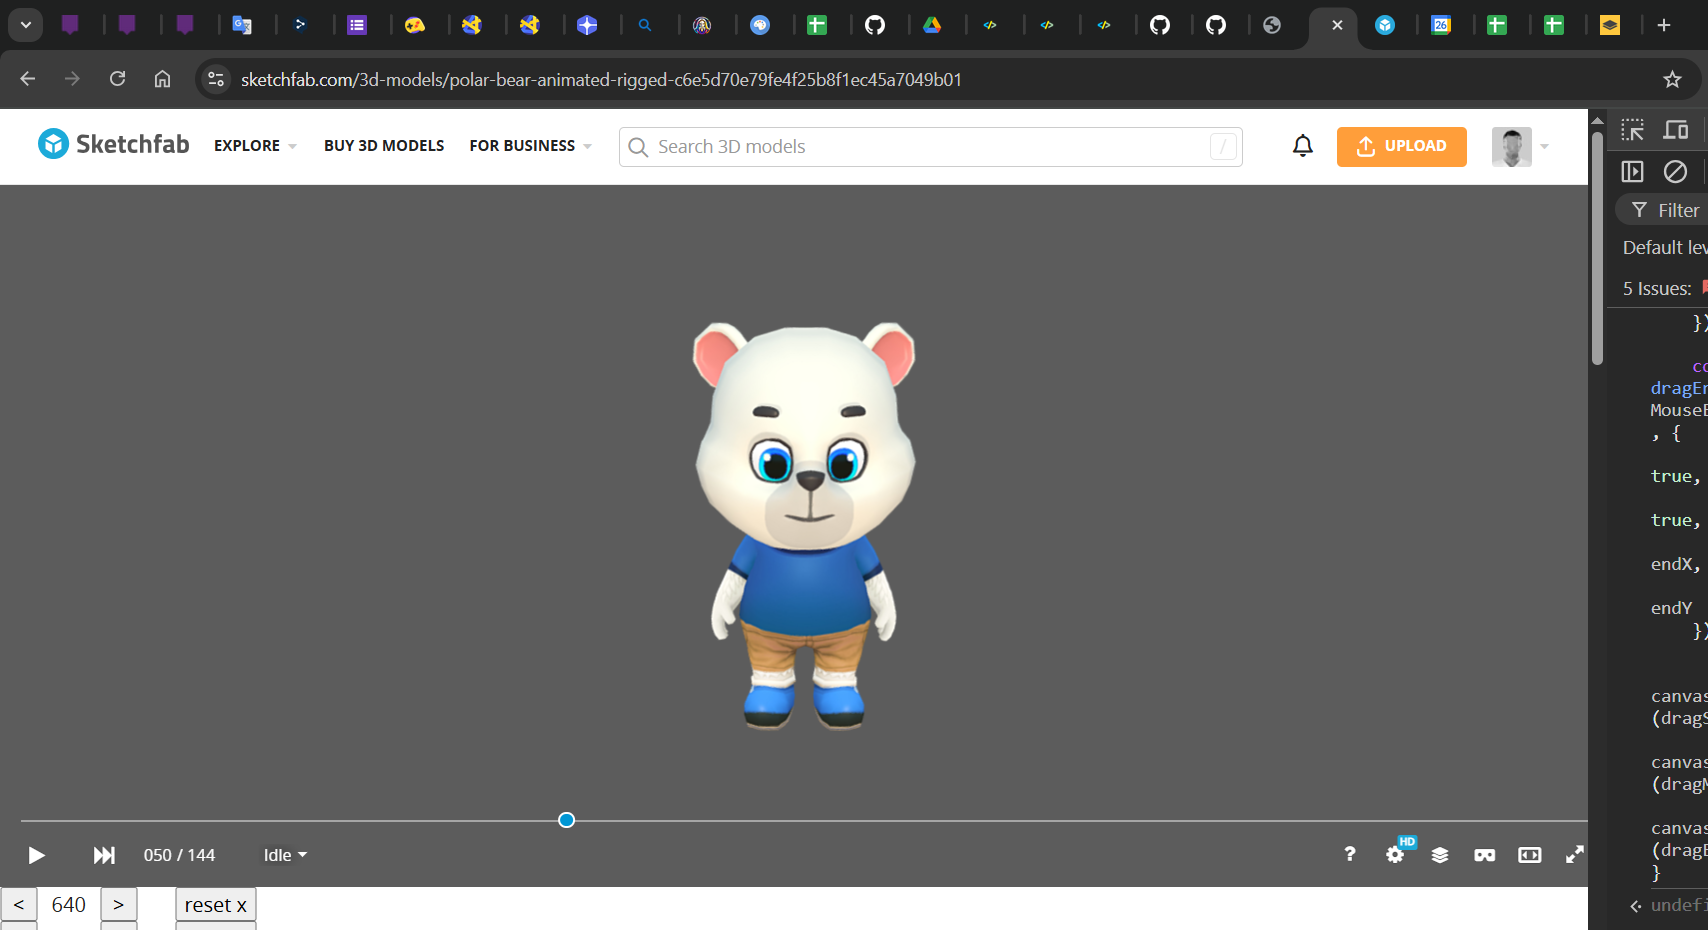 26
sketchfab.com/3d-models/polar-bear-animated-rigged-c6e5d70e79fe4f25b8f1ec45a7049b01
Sketchfab
EXPLORE
BUY 3D MODELS
FOR BUSINESS
Search 3D models
/
UPLOAD
050 / 144
Idle
?
HD
< 640 > reset x
Filter
Default lev
5 Issues:
})
co
dragEn
MouseE
, {
true,
true,
endX,
endY
})
canvas
(dragS
canvas
(dragM
canvas
(dragE
}
undefi